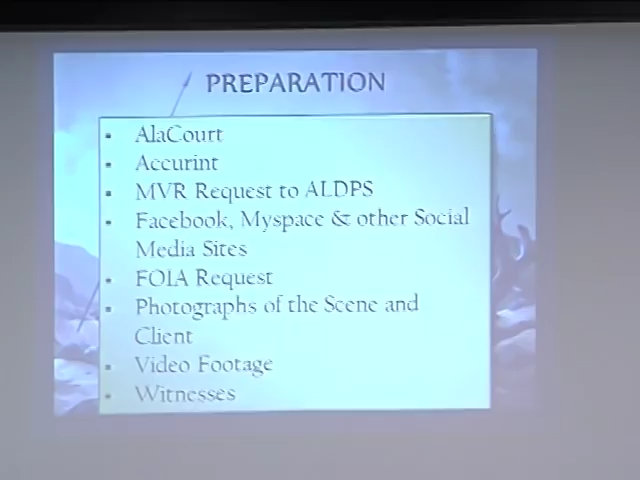 PREPARATION
▪ AlaCourt
▪ Accurint
▪ MVR Request to ALDPS
▪ Facebook, Myspace & other Social
Media Sites
▪ FOIA Request
▪ Photographs of the Scene and
Client
▪ Video Footage
▪ Witnesses